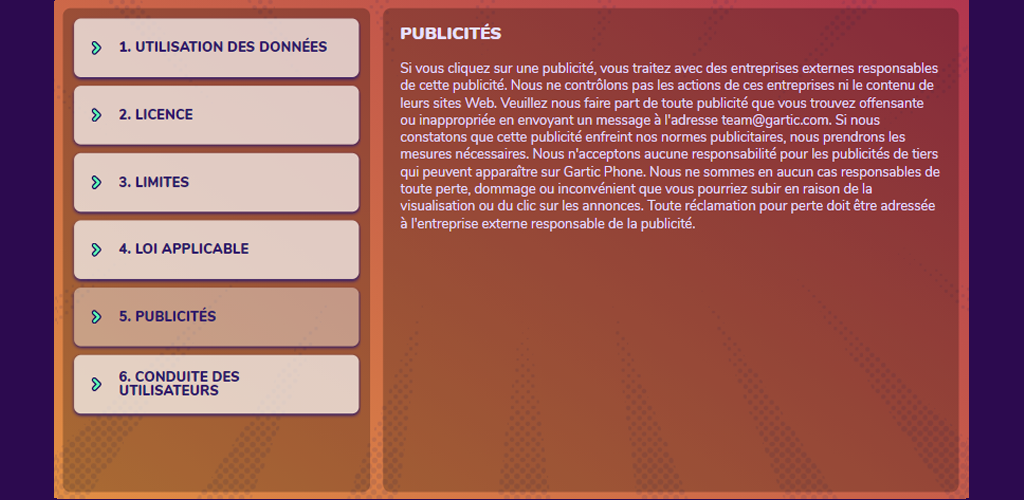 1. UTILISATION DES DONNÉES
2. LICENCE
3. LIMITES
4. LOI APPLICABLE
5. PUBLICITÉS
6. CONDUITE DES
UTILISATEURS
PUBLICITÉS
Si vous cliquez sur une publicité, vous traitez avec des entreprises externes responsables
de cette publicité. Nous ne contrôlons pas les actions de ces entreprises ni le contenu de
leurs sites Web. Veuillez nous faire part de toute publicité que vous trouvez offensante
ou inappropriée en envoyant un message à l'adresse team@gartic.com. Si nous
constatons que cette publicité enfreint nos normes publicitaires, nous prendrons les
mesures nécessaires. Nous n'acceptons aucune responsabilité pour les publicités de tiers
qui peuvent apparaître sur Gartic Phone. Nous ne sommes en aucun cas responsables de
toute perte, dommage ou inconvénient que vous pourriez subir en raison de la
visualisation ou du clic sur les annonces. Toute réclamation pour perte doit être adressée
à l'entreprise externe responsable de la publicité.